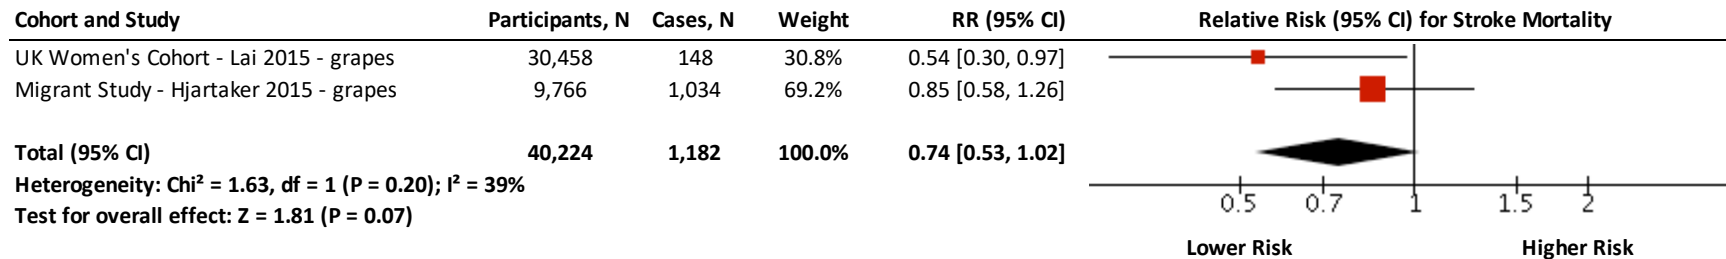 Cohort and Study Participants, N Cases, N Weight RR (95% CI) Relative Risk (95% CI) for Stroke Mortality
UK Women's Cohort - Lai 2015 - grapes 30,458 148 30.8% 0.54 [0.30, 0.97]
Migrant Study - Hjartaker 2015 - grapes 9,766 1,034 69.2% 0.85 [0.58, 1.26]
Total (95% CI) 40,224 1,182 100.0% 0.74 [0.53, 1.02]
Heterogeneity: Chi² = 1.63, df = 1 (P = 0.20); I² = 39%
Test for overall effect: Z = 1.81 (P = 0.07)
0.5 0.7 1 1.5 2
Lower Risk Higher Risk